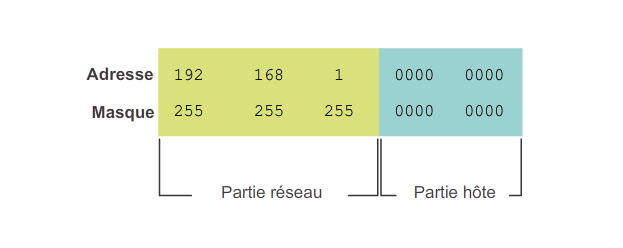 Adresse 192 168 1 0000 0000
Masque 255 255 255 0000 0000
Partie réseau Partie hôte